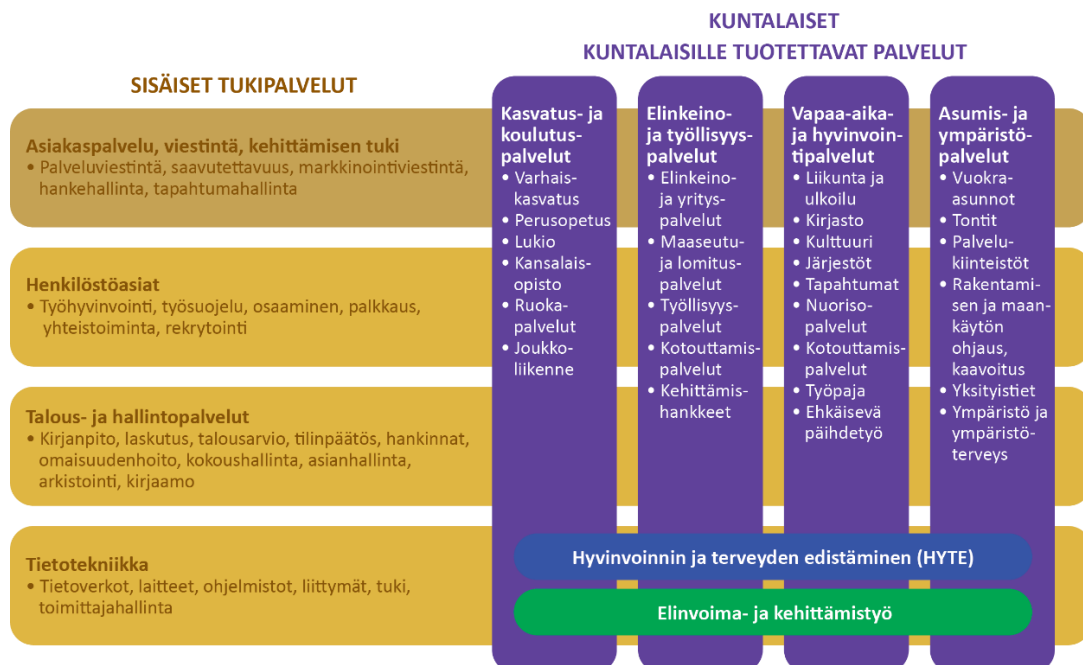 KUNTALAISET
KUNTALAISILLE TUOTETTAVAT PALVELUT
SISÄISET TUKIPALVELUT
Asiakaspalvelu, viestintä, kehittämisen tuki
• Palveluviestintä, saavutettavuus, markkinointiviestintä,
hankehallinta, tapahtumahallinta
Henkilöstöasiat
• Työhyvinvointi, työsuojelu, osaaminen, palkkaus,
yhteistoiminta, rekrytointi
Talous- ja hallintopalvelut
• Kirjanpito, laskutus, talousarvio, tilinpäätös, hankinnat,
omaisuudenhoito, kokoushallinta, asianhallinta,
arkistointi, kirjaamo
Tietotekniikka
• Tietoverkot, laitteet, ohjelmistot, liittymät, tuki,
toimittajahallinta
Kasvatus- ja
koulutus-
palvelut
• Varhais-
kasvatus
• Perusopetus
• Lukio
• Kansalais-
opisto
• Ruoka-
palvelut
• Joukko-
liikenne
Elinkeino-
ja työllisyys-
palvelut
• Elinkeino-
ja yritys-
palvelut
• Maaseutu-
ja lomitus-
palvelut
• Työllisyys-
palvelut
• Kotouttamis-
palvelut
• Kehittämis-
hankkeet
Vapaa-aika-
ja hyvinvoin-
tipalvelut
• Liikunta ja
ulkoilu
• Kirjasto
• Kulttuuri
• Järjestöt
• Tapahtumat
• Nuoriso-
palvelut
• Kotouttamis-
palvelut
• Työpaja
• Ehkäisevä
päihdetyö
Asumis- ja
ympäristö-
palvelut
• Vuokra-
asunnot
• Tontit
• Palvelu-
kiinteistöt
• Rakentami-
sen ja maan-
käytön
ohjaus,
kaavoitus
• Yksityistiet
• Ympäristö ja
ympäristö-
terveys
Hyvinvoinnin ja terveyden edistäminen (HYTE)
Elinvoima- ja kehittämistyö